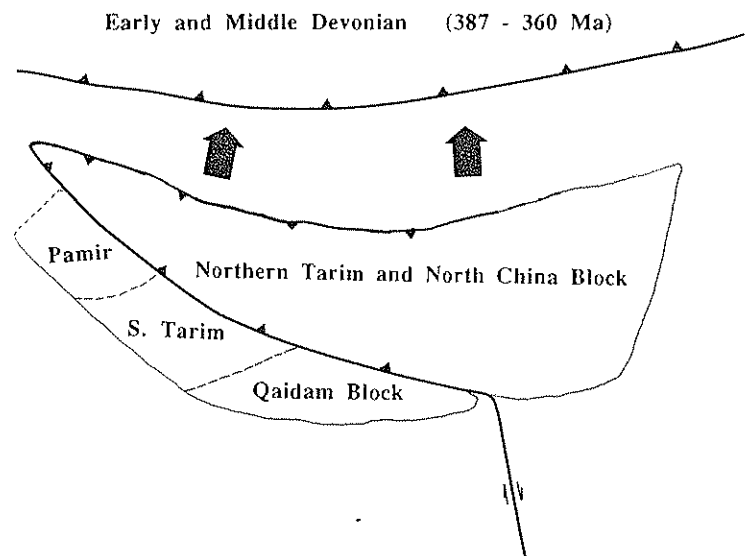 Early and Middle Devonian (387 - 360 Ma)
Pamir
Northern Tarim and North China Block
S. Tarim
Qaidam Block